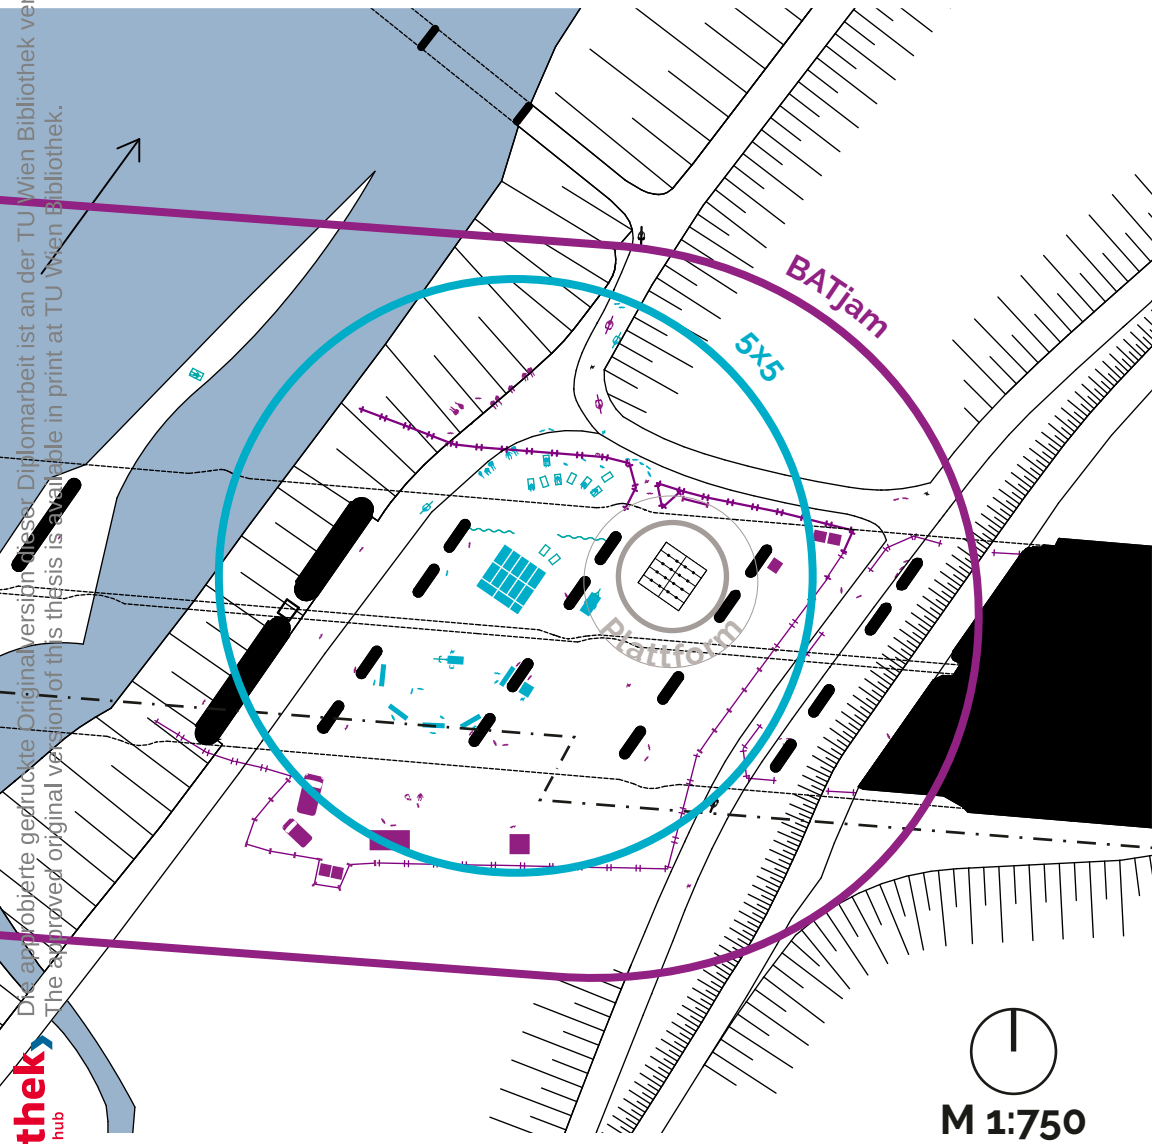 Die approbierte gedruckte Originalversion dieser Diplomarbeit ist an der TU Wien Bibliothek
The approved original version of this thesis is available in print at TU Wien Bibliothek.
BATjam
5x5
Plattform
thek
hub
M 1:750